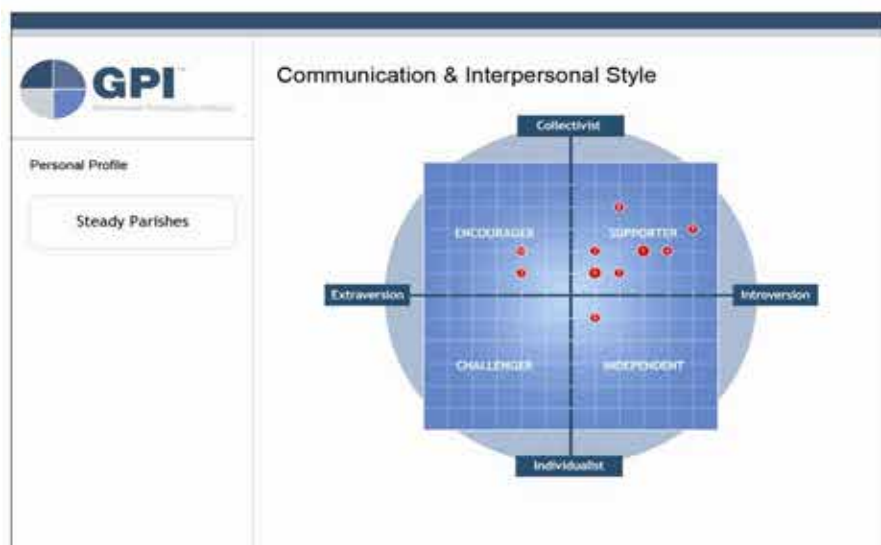 GPI
Communication & Interpersonal Style
Personal Profile
Steady Parishes
Collectivist
ENCOURAGER
SUPPORTER
Extraversion
Introversion
CHALLENGER
INDEPENDENT
Individualist